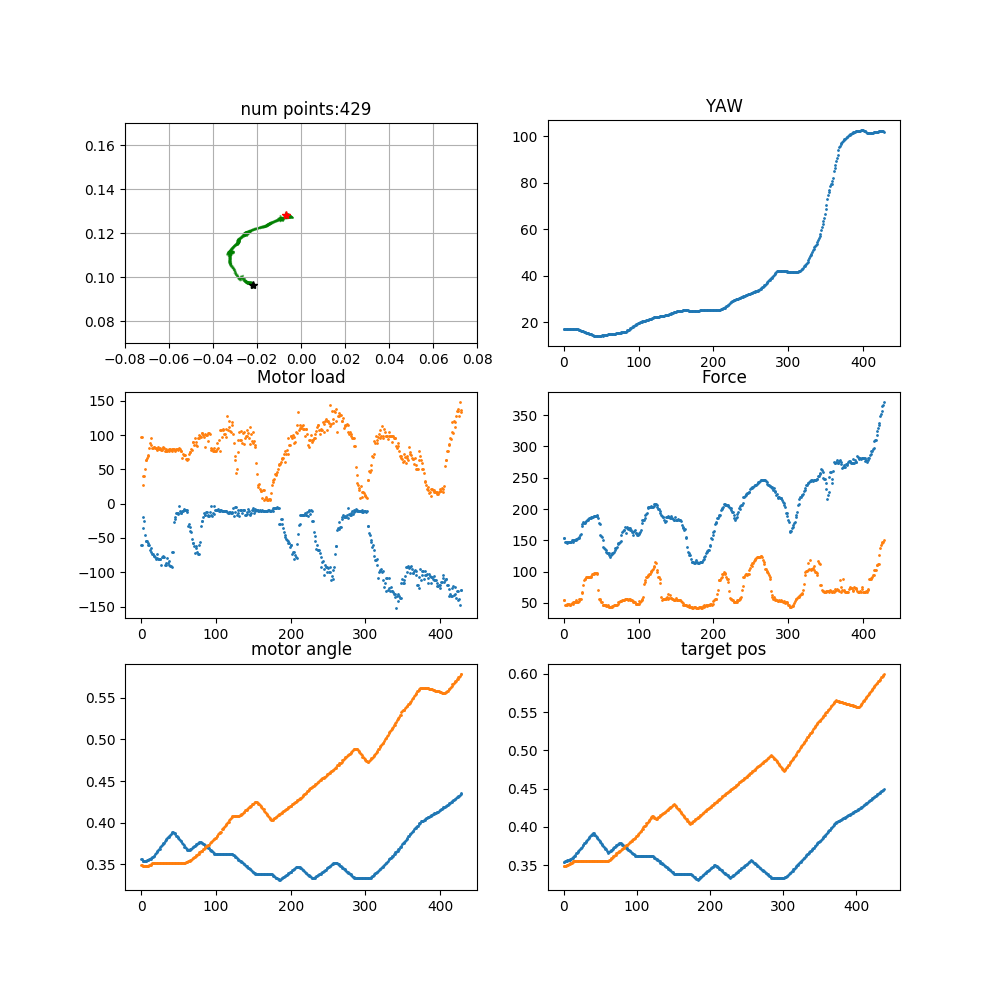 num points:429
0.16
0.14
0.12
0.10
0.08
−0.08 −0.06 −0.04 −0.02 0.00 0.02 0.04 0.06 0.08
YAW
100
80
60
40
20
0 100 200 300 400
Motor load
150
100
50
0
−50
−100
−150
0 100 200 300 400
Force
350
300
250
200
150
100
50
0 100 200 300 400
motor angle
0.55
0.50
0.45
0.40
0.35
0 100 200 300 400
target pos
0.60
0.55
0.50
0.45
0.40
0.35
0 100 200 300 400